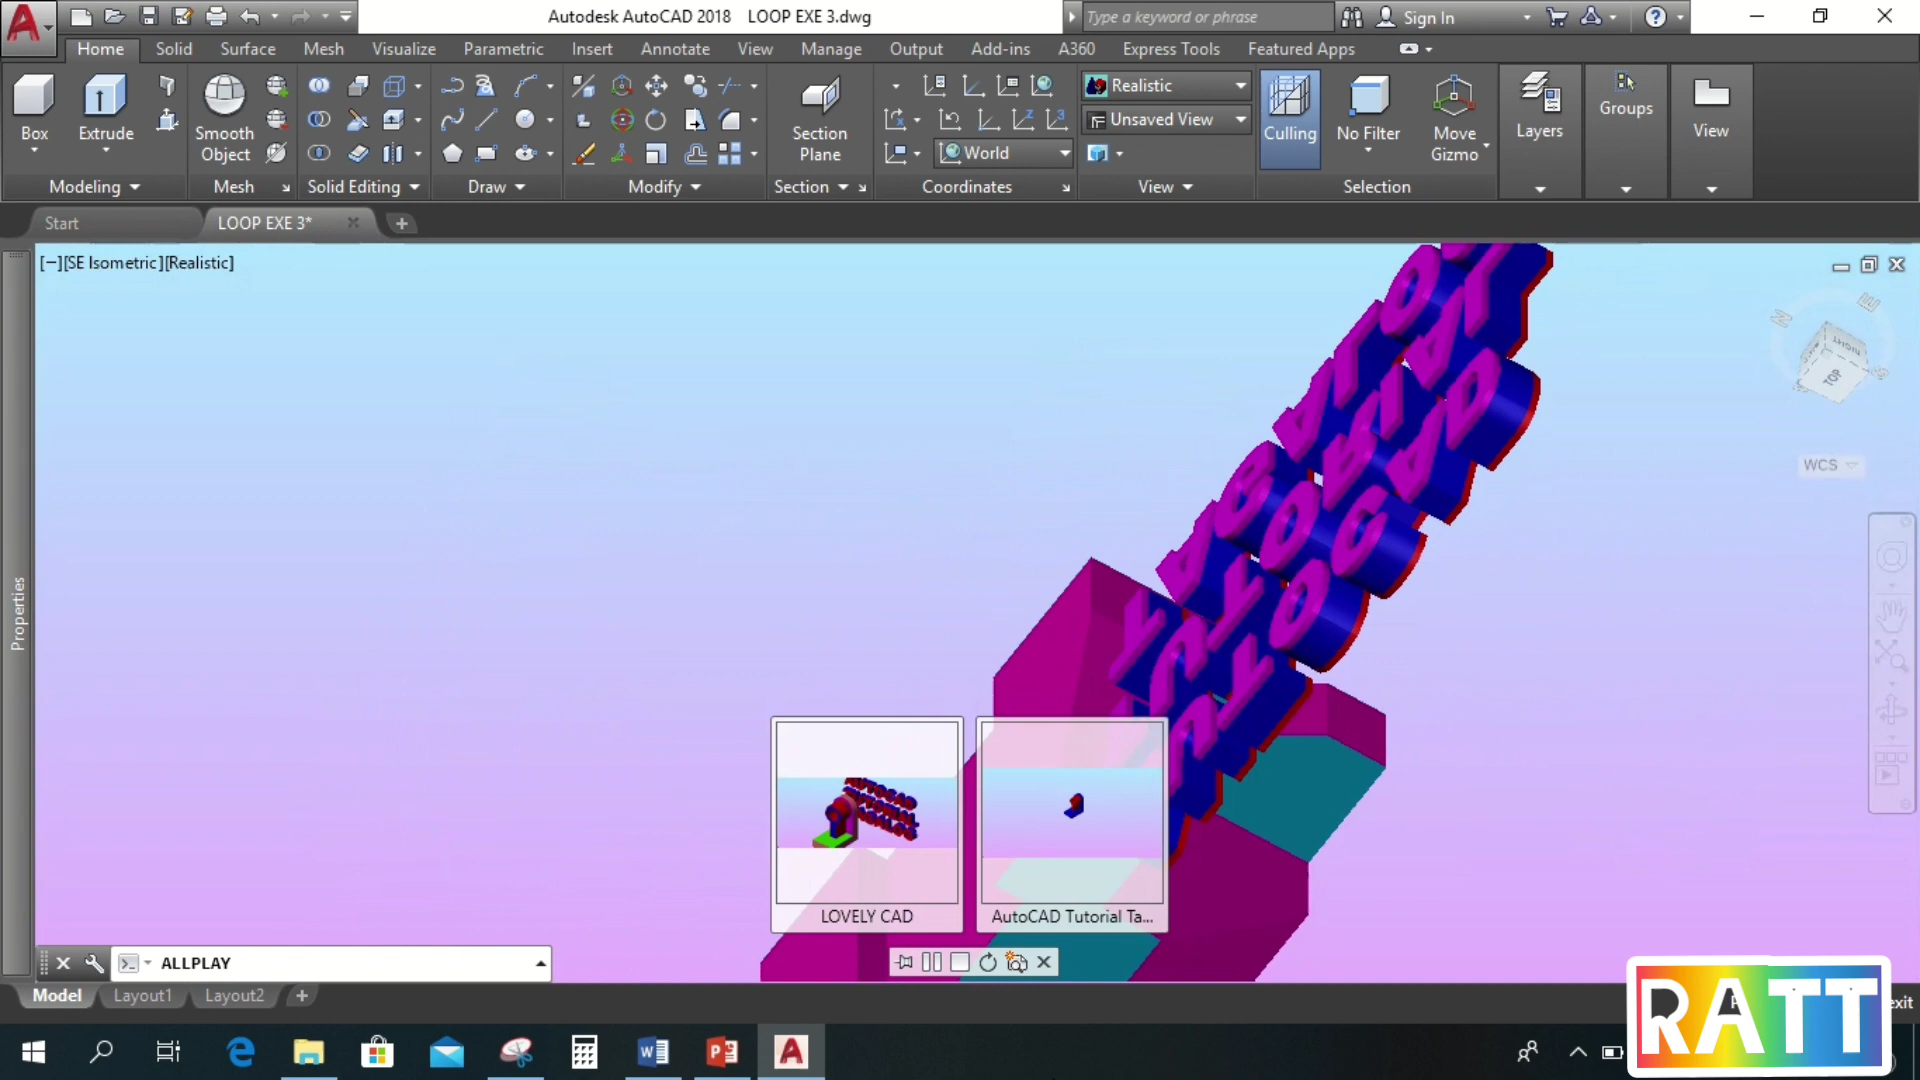 Autodesk AutoCAD 2018 LOOP EXE 3.dwg
Type a keyword or phrase
Sign In
Home Solid Surface Mesh Visualize Parametric Insert Annotate View Manage Output Add-ins A360 Express Tools Featured Apps
Box
Extrude
Smooth Object
Section Plane
Realistic
Unsaved View
World
Culling
No Filter
Move Gizmo
Layers
Groups
View
Modeling
Mesh
Solid Editing
Draw
Modify
Section
Coordinates
View
Selection
Start
LOOP EXE 3*
[−][SE Isometric][Realistic]
N
E
S
RIGHT
TOP
WCS
Properties
LOVELY CAD
AutoCAD Tutorial Ta...
ALLPLAY
Model
Layout1
Layout2
exit
RATT